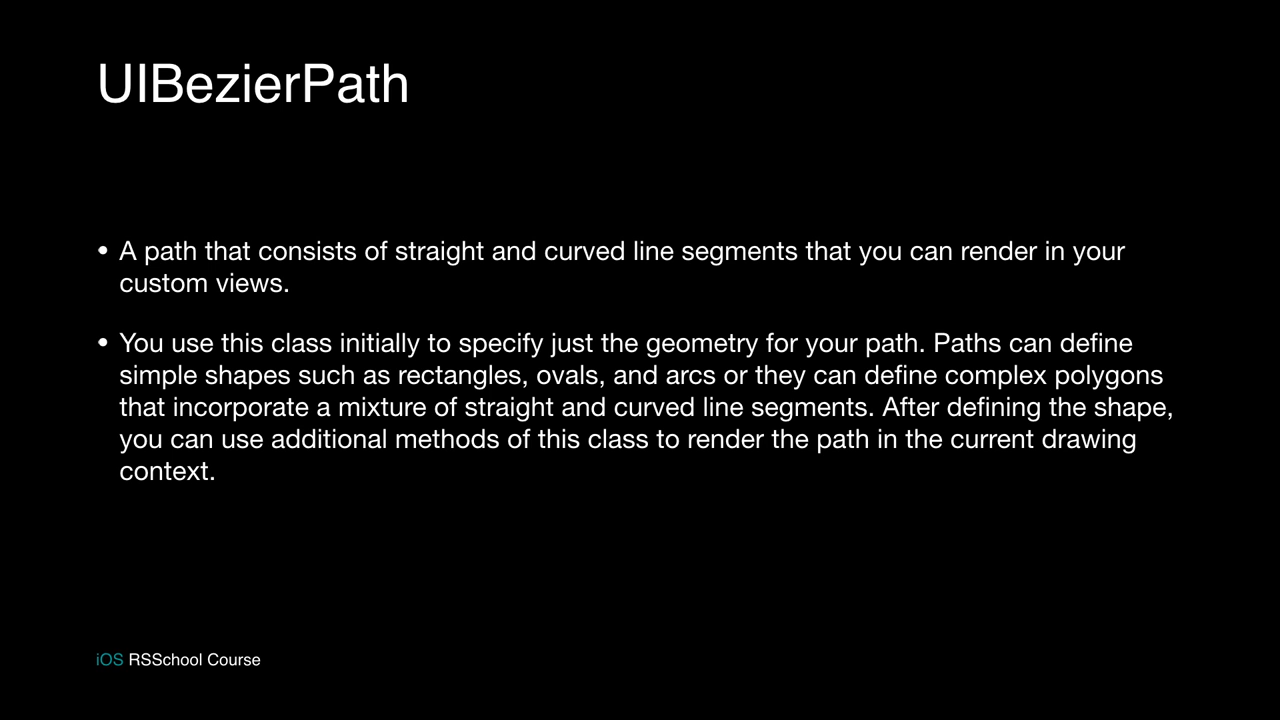 UIBezierPath
• A path that consists of straight and curved line segments that you can render in your
custom views.
• You use this class initially to specify just the geometry for your path. Paths can define
simple shapes such as rectangles, ovals, and arcs or they can define complex polygons
that incorporate a mixture of straight and curved line segments. After defining the shape,
you can use additional methods of this class to render the path in the current drawing
context.
iOS RSSchool Course